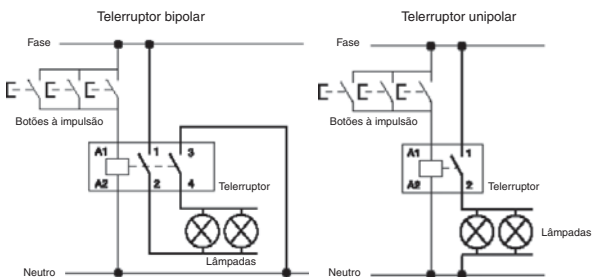 Telerruptor bipolar
Fase
Botões à impulsão
A1
1
3
A2
2
4
Telerruptor
Lâmpadas
Neutro
Telerruptor unipolar
Fase
Botões à impulsão
A1
1
A2
2
Telerruptor
Lâmpadas
Neutro